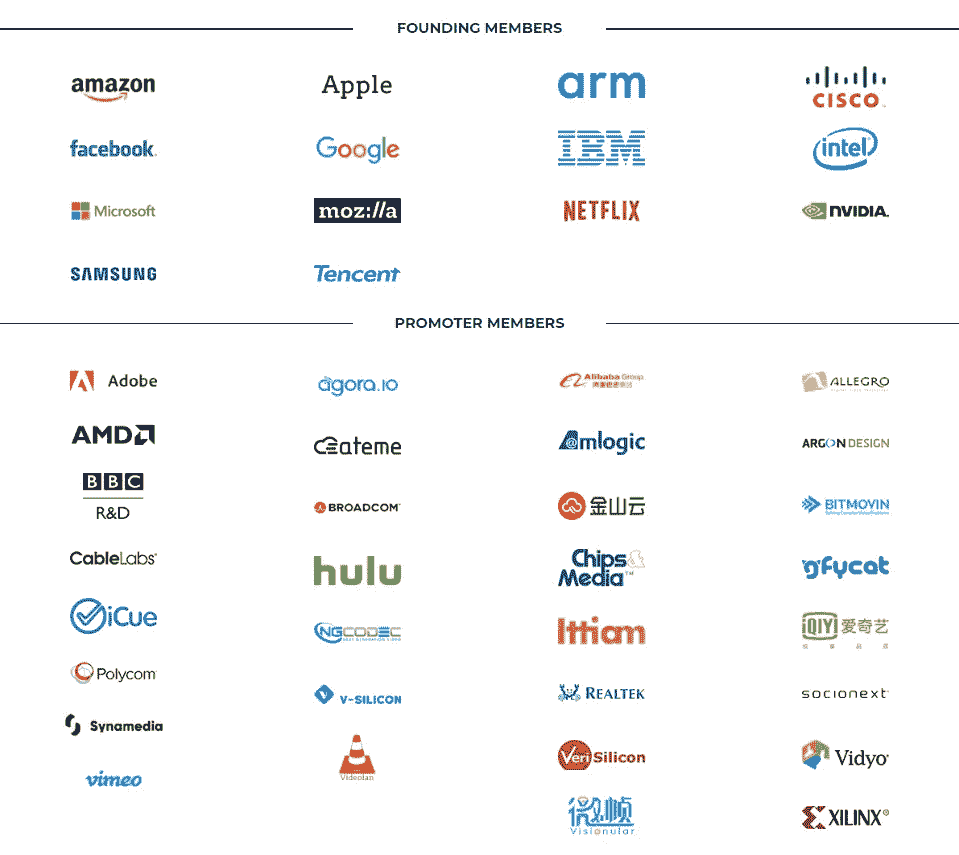 FOUNDING MEMBERS
amazon
Apple
arm
CISCO
facebook
Google
IBM
intel
Microsoft
moz://a
NETFLIX
NVIDIA
SAMSUNG
Tencent
PROMOTER MEMBERS
Adobe
agora.io
Alibaba Group
ALLEGRO
AMD
ateme
Amlogic
ARGON DESIGN
BBC
R&D
BROADCOM
金山云
BITMOVIN
CableLabs
hulu
Chips&
Media™
gfycat
iCue
NGCODEC
Ittiam
iQIYI 爱奇艺
Polycom
V-SILICON
REALTEK
socionext
Synamedia
Videolan
VeriSilicon
Vidyo
vimeo
微帧
Visionular
XILINX®